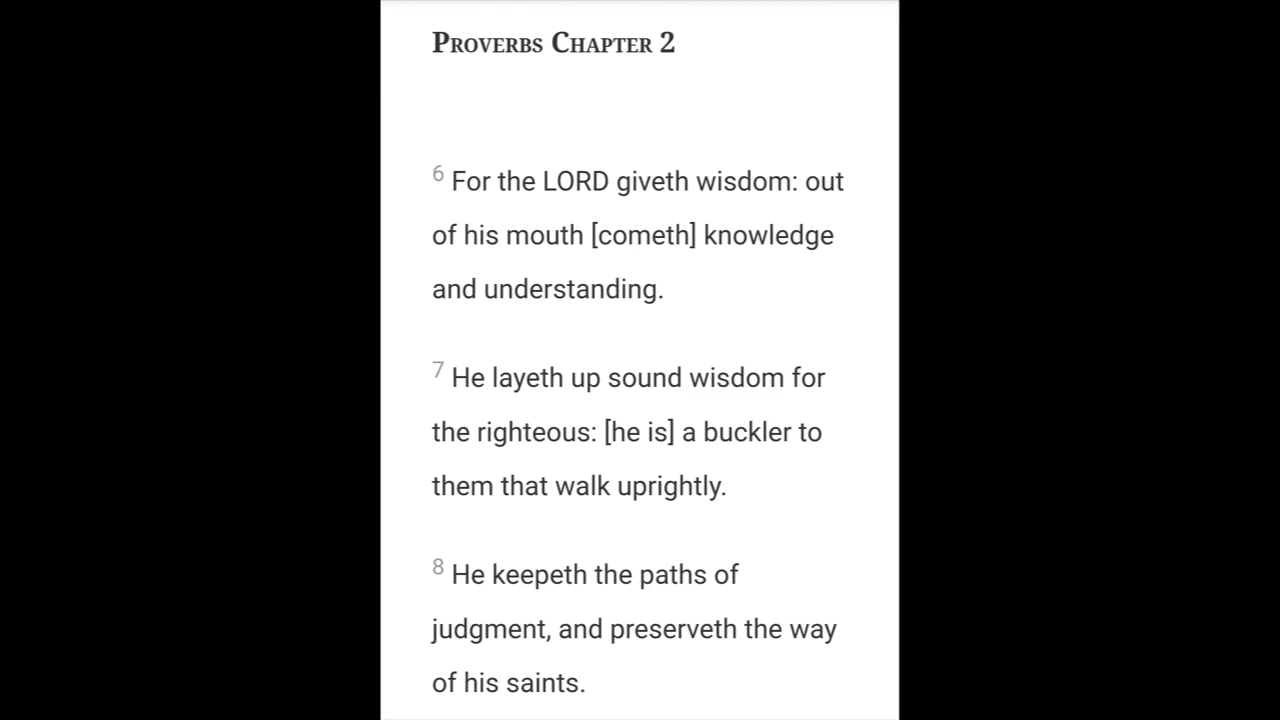 Proverbs Chapter 2
6 For the LORD giveth wisdom: out
of his mouth [cometh] knowledge
and understanding.
7 He layeth up sound wisdom for
the righteous: [he is] a buckler to
them that walk uprightly.
8 He keepeth the paths of
judgment, and preserveth the way
of his saints.